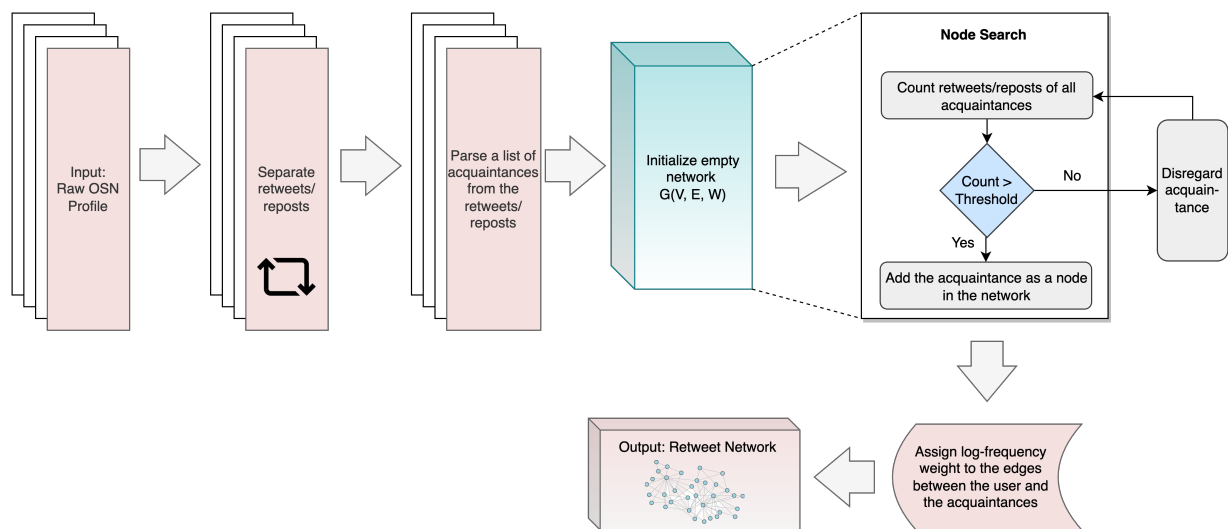 Input:
Raw OSN
Profile
Separate
retweets/
reposts
Parse a list of
acquaintances
from the
retweets/
reposts
Initialize empty
network
G(V, E, W)
Node Search
Count retweets/reposts of all
acquaintances
Count >
Threshold
No
Disregard
acquain-
tance
Yes
Add the acquaintance as a node
in the network
Assign log-frequency
weight to the edges
between the user and
the acquaintances
Output: Retweet Network